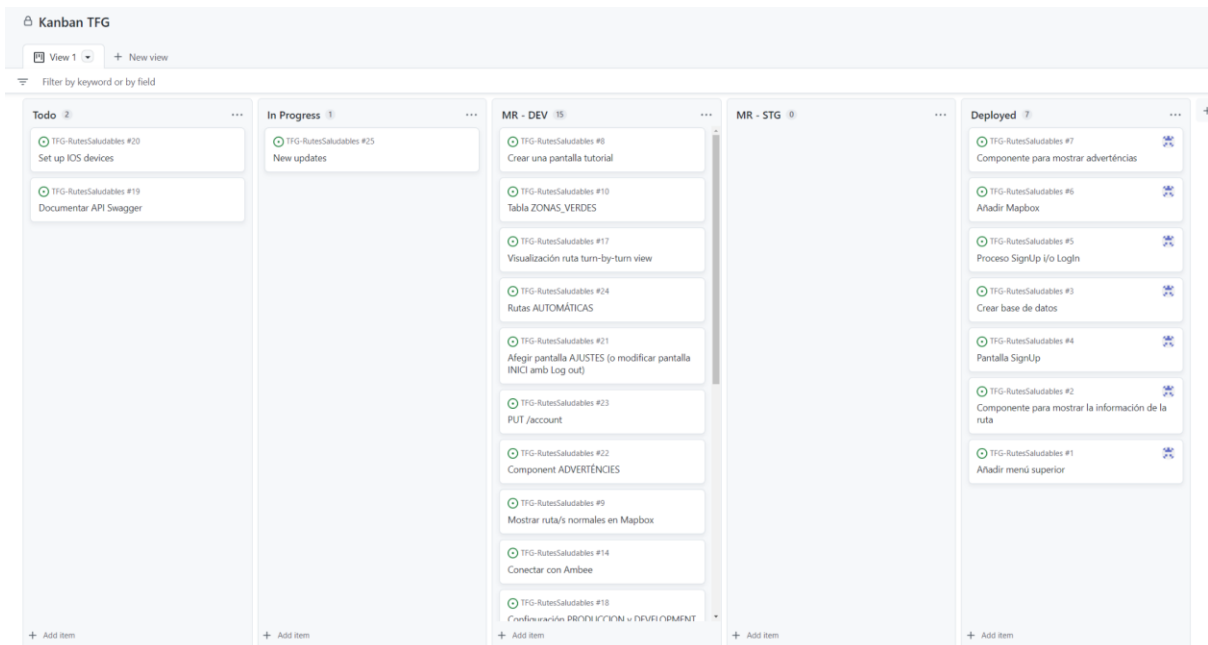 Kanban TFG
View 1
+ New view
Filter by keyword or by field
Todo 2 ...
TFG-RutesSaludables #20
Set up IOS devices
TFG-RutesSaludables #19
Documentar API Swagger
+ Add item
In Progress 1 ...
TFG-RutesSaludables #25
New updates
+ Add item
MR - DEV 15 ...
TFG-RutesSaludables #8
Crear una pantalla tutorial
TFG-RutesSaludables #10
Tabla ZONAS_VERDES
TFG-RutesSaludables #17
Visualización ruta turn-by-turn view
TFG-RutesSaludables #24
Rutas AUTOMÁTICAS
TFG-RutesSaludables #21
Afegir pantalla AJUSTES (o modificar pantalla
INICI amb Log out)
TFG-RutesSaludables #23
PUT /account
TFG-RutesSaludables #22
Component ADVERTÉNCIES
TFG-RutesSaludables #9
Mostrar ruta/s normales en Mapbox
TFG-RutesSaludables #14
Conectar con Ambee
TFG-RutesSaludables #18
Configuración PRODUCCION y DEVELOPMENT
+ Add item
MR - STG 0 ...
+ Add item
Deployed 7 ...
TFG-RutesSaludables #7
Componente para mostrar adverténcias
TFG-RutesSaludables #6
Añadir Mapbox
TFG-RutesSaludables #5
Proceso SignUp i/o LogIn
TFG-RutesSaludables #3
Crear base de datos
TFG-RutesSaludables #4
Pantalla SignUp
TFG-RutesSaludables #2
Componente para mostrar la información de la
ruta
TFG-RutesSaludables #1
Añadir menú superior
+ Add item
+